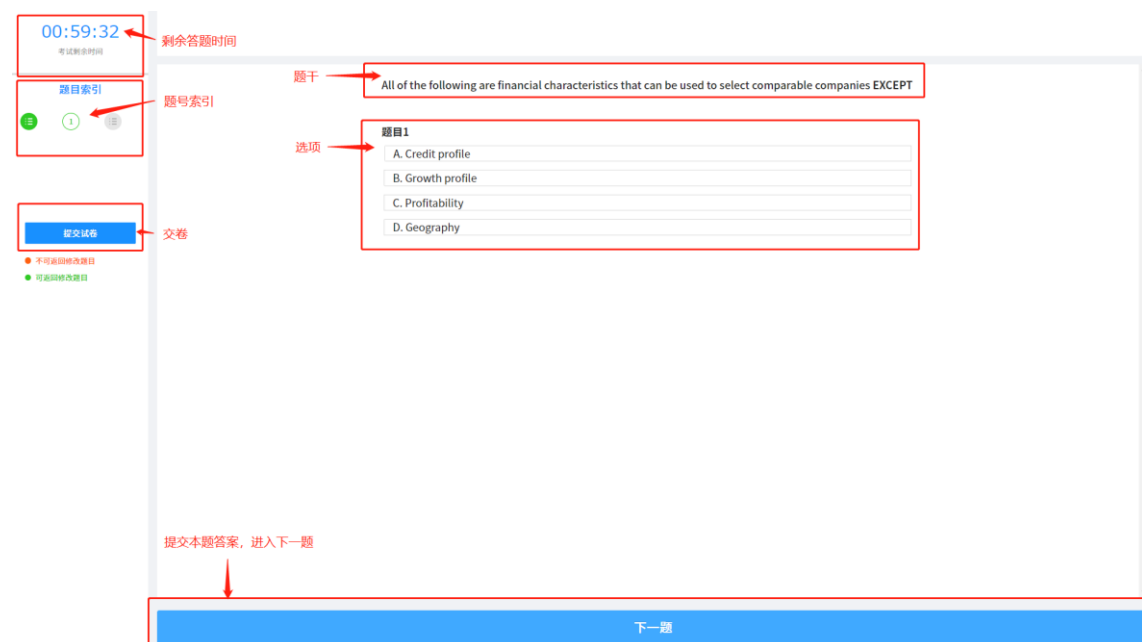 00:59:32
考试剩余时间
剩余答题时间
题目索引
题号索引
1
提交试卷
交卷
不可返回修改题目
可返回修改题目
题干
All of the following are financial characteristics that can be used to select comparable companies EXCEPT
选项
题目1
A. Credit profile
B. Growth profile
C. Profitability
D. Geography
提交本题答案，进入下一题
下一题